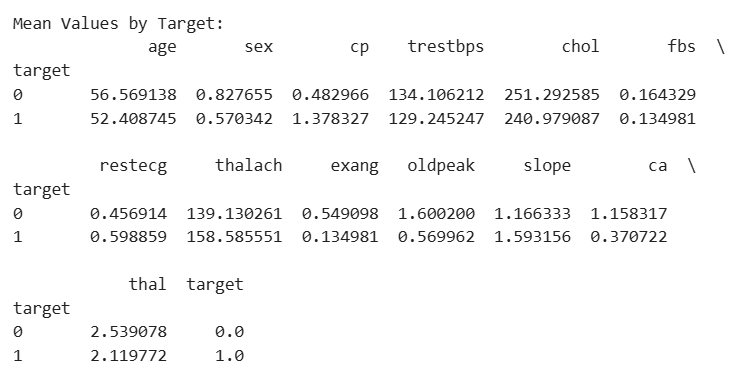 Mean Values by Target:
age sex cp trestbps chol fbs \
target
0 56.569138 0.827655 0.482966 134.106212 251.292585 0.164329
1 52.408745 0.570342 1.378327 129.245247 240.979087 0.134981
restecg thalach exang oldpeak slope ca \
target
0 0.456914 139.130261 0.549098 1.600200 1.166333 1.158317
1 0.598859 158.585551 0.134981 0.569962 1.593156 0.370722
thal target
target
0 2.539078 0.0
1 2.119772 1.0